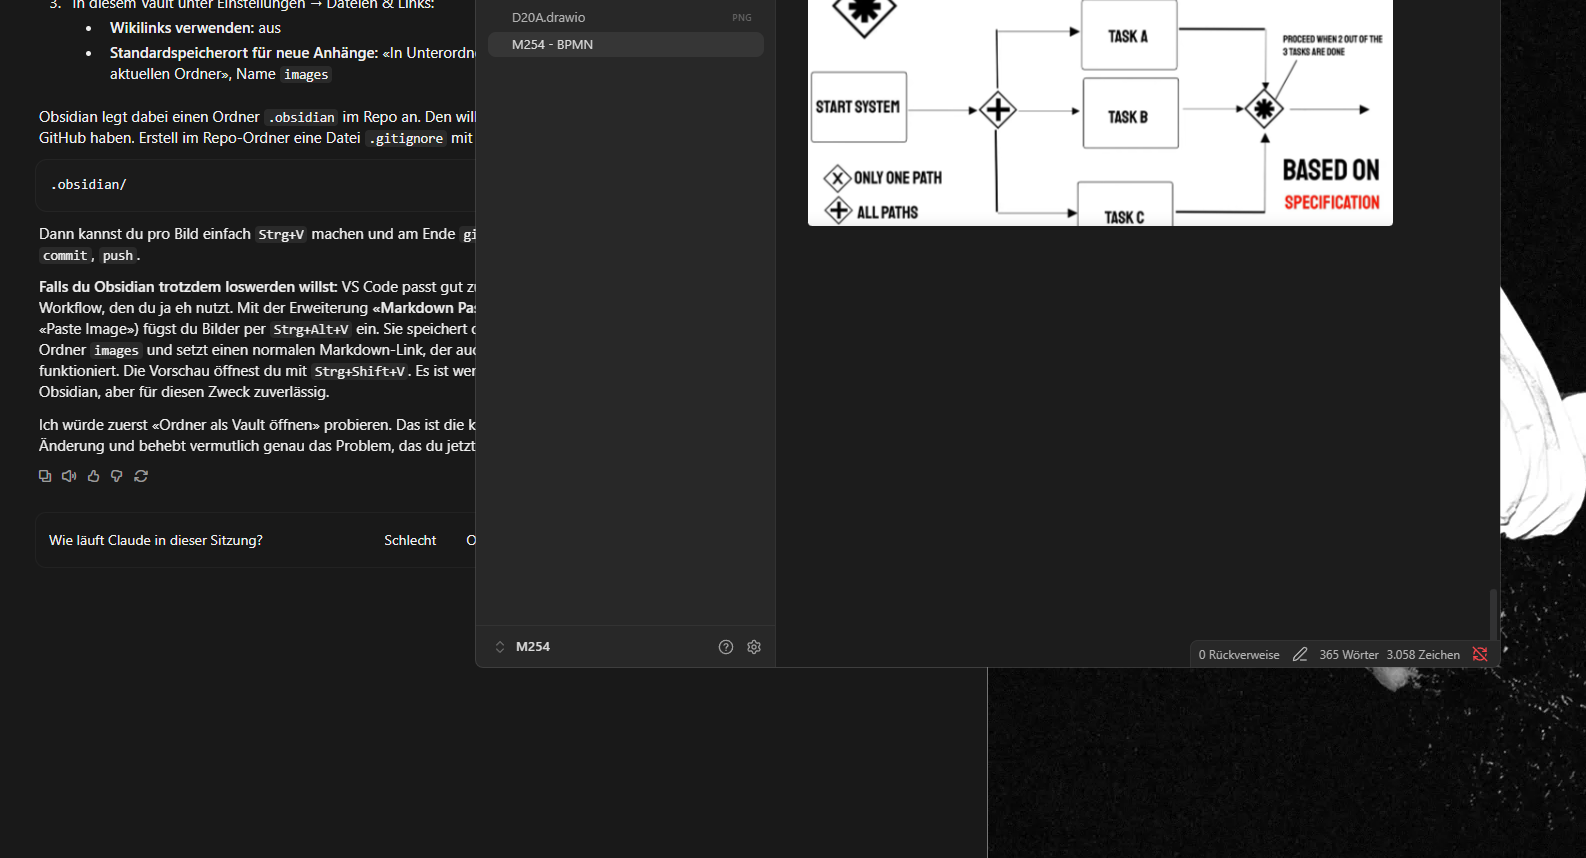 3. In diesem Vault unter Einstellungen → Dateien & Links:
• Wikilinks verwenden: aus
• Standardspeicherort für neue Anhänge: «In Unterordn
aktuellen Ordner», Name images
Obsidian legt dabei einen Ordner .obsidian im Repo an. Den will
GitHub haben. Erstell im Repo-Ordner eine Datei .gitignore mit
.obsidian/
Dann kannst du pro Bild einfach Strg+V machen und am Ende gi
commit, push.
Falls du Obsidian trotzdem loswerden willst: VS Code passt gut z
Workflow, den du ja eh nutzt. Mit der Erweiterung «Markdown Pas
«Paste Image») fügst du Bilder per Strg+Alt+V ein. Sie speichert
Ordner images und setzt einen normalen Markdown-Link, der auc
funktioniert. Die Vorschau öffnest du mit Strg+Shift+V. Es ist wen
Obsidian, aber für diesen Zweck zuverlässig.
Ich würde zuerst «Ordner als Vault öffnen» probieren. Das ist die k
Änderung und behebt vermutlich genau das Problem, das du jetzt
Wie läuft Claude in dieser Sitzung?
Schlecht
O
D20A.drawio
PNG
M254 - BPMN
M254
TASK A
PROCEED WHEN 2 OUT OF THE
3 TASKS ARE DONE
START SYSTEM
TASK B
ONLY ONE PATH
ALL PATHS
TASK C
BASED ON
SPECIFICATION
0 Rückverweise
365 Wörter
3.058 Zeichen